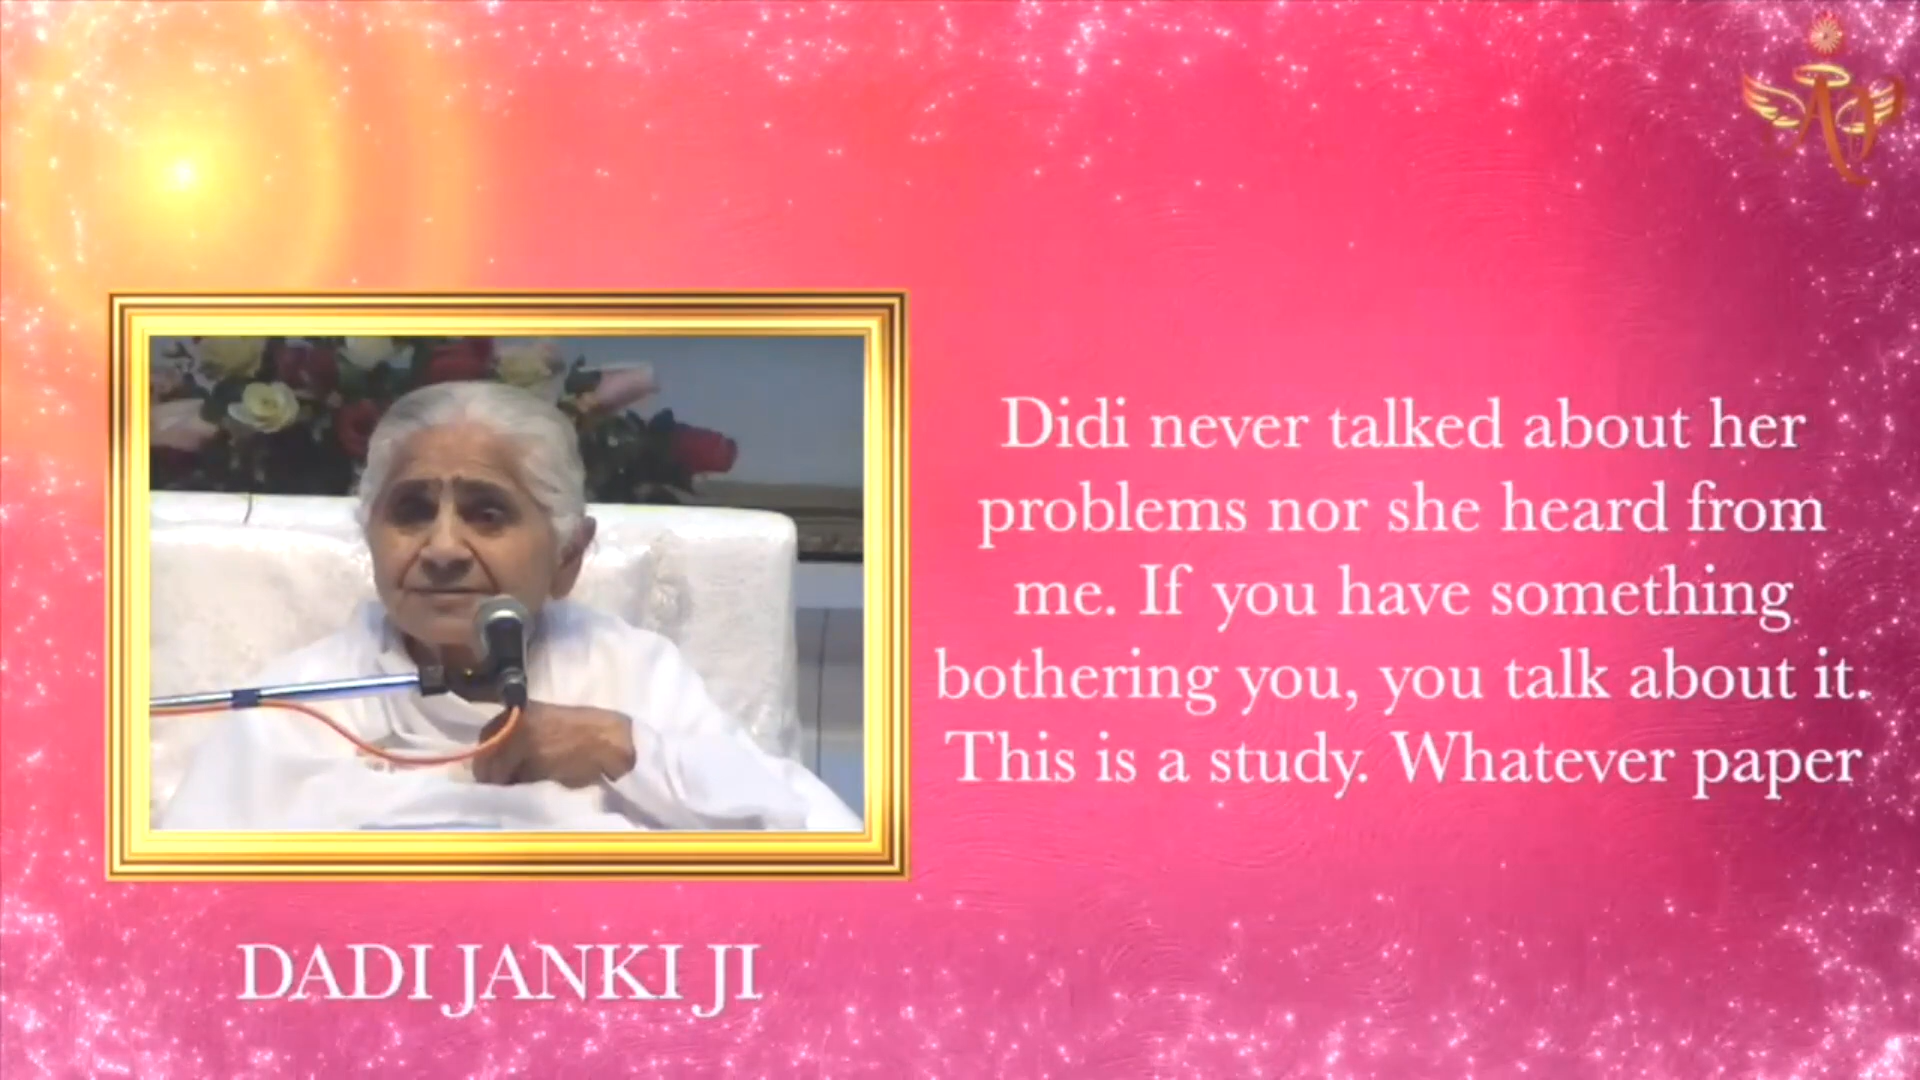 Didi never talked about her
problems nor she heard from
me. If you have something
bothering you, you talk about it.
This is a study. Whatever paper
DADI JANKI JI